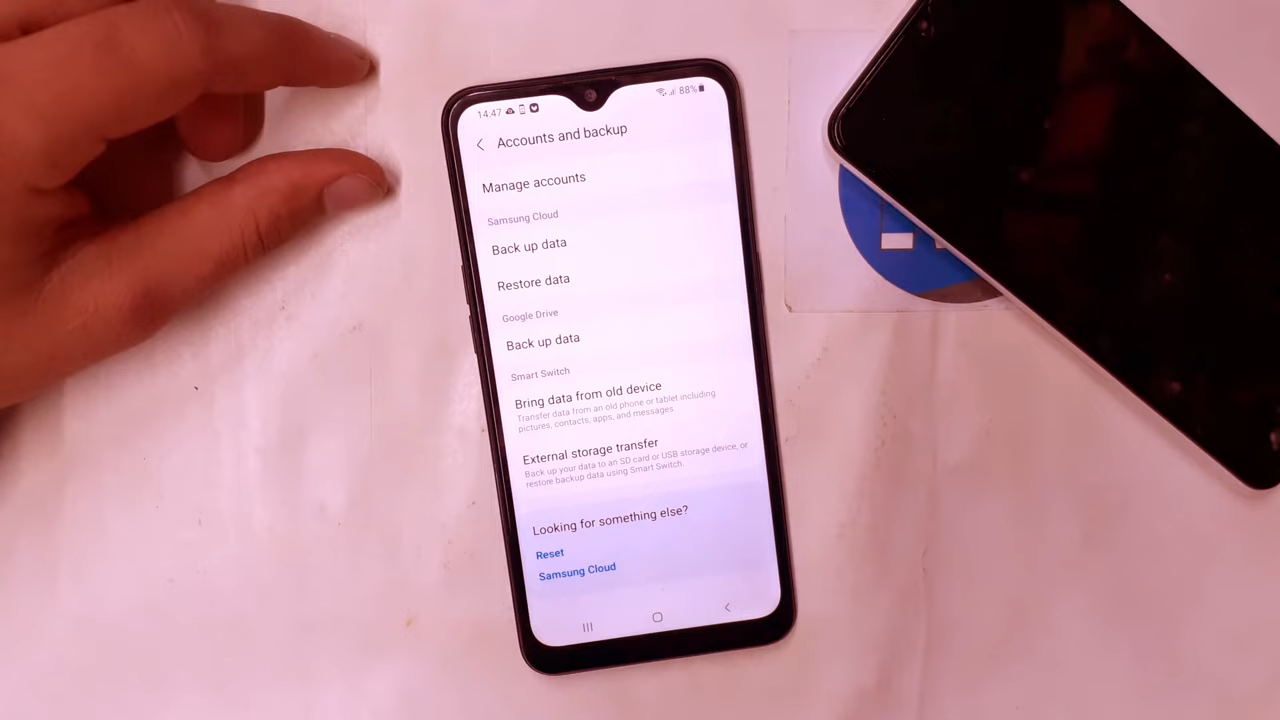 14:47
88%
Accounts and backup
Manage accounts
Samsung Cloud
Back up data
Restore data
Google Drive
Back up data
Smart Switch
Bring data from old device
Transfer data from an old phone or tablet including
pictures, contacts, apps, and messages.
External storage transfer
Back up your data to an SD card or USB storage device, or
restore backup data using Smart Switch.
Looking for something else?
Reset
Samsung Cloud